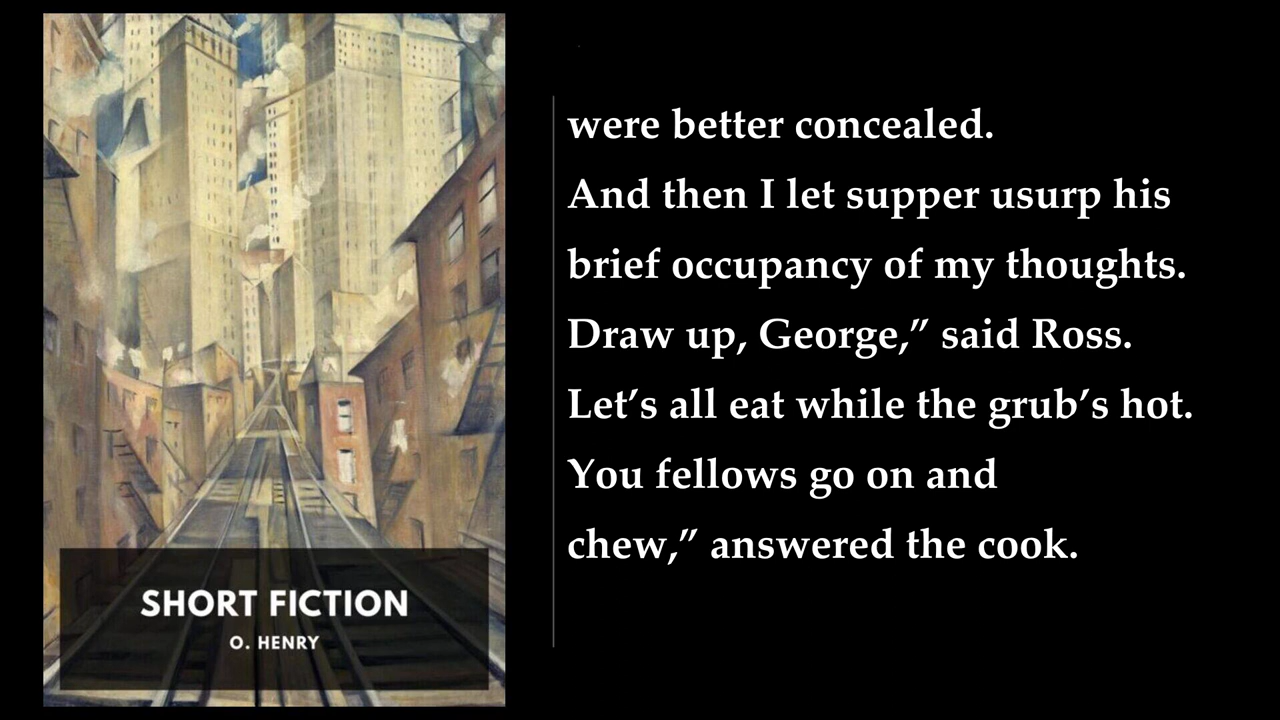 SHORT FICTION
O. HENRY
were better concealed.
And then I let supper usurp his
brief occupancy of my thoughts.
Draw up, George,” said Ross.
Let’s all eat while the grub’s hot.
You fellows go on and
chew,” answered the cook.